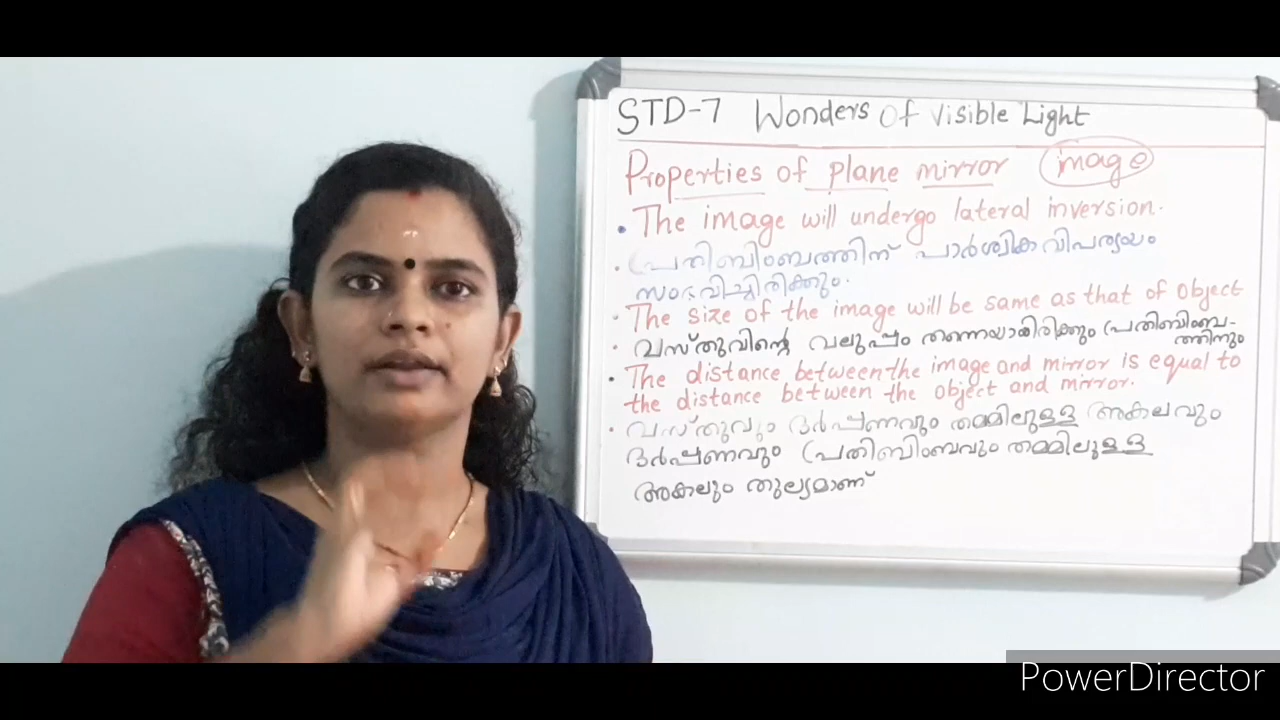 STD-7 Wonders Of Visible Light
Properties of plane mirror image
• The image will undergo lateral inversion.
• പ്രതിബിംബത്തിന് പാർശ്വിക വിപര്യയം
സംഭവിച്ചിരിക്കും.
• The size of the image will be same as that of object
• വസ്തുവിന്റെ വലുപ്പം തന്നെയായിരിക്കും പ്രതിബിംബ-
ത്തിനും
• The distance between the image and mirror is equal to
the distance between the object and mirror.
• വസ്തുവും ദർപ്പണവും തമ്മിലുള്ള അകലവും
ദർപ്പണവും പ്രതിബിംബവും തമ്മിലുള്ള
അകലും തുല്യമാണ്
PowerDirector